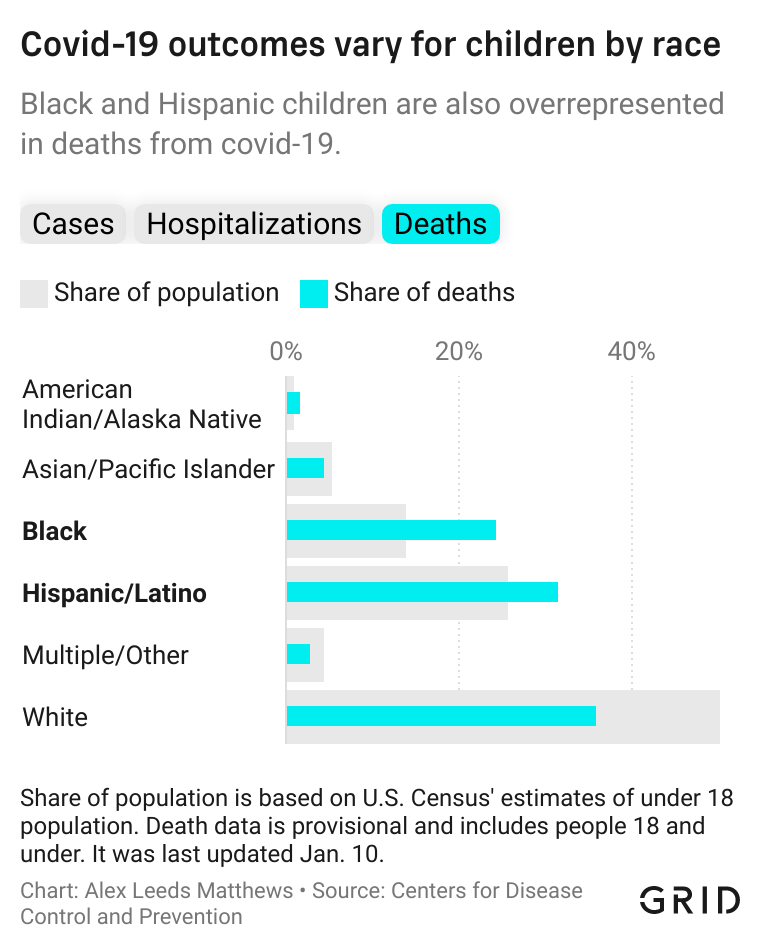 Covid-19 outcomes vary for children by race
Black and Hispanic children are also overrepresented
in deaths from covid-19.
Cases Hospitalizations Deaths
Share of population Share of deaths
0% 20% 40%
American
Indian/Alaska Native
Asian/Pacific Islander
Black
Hispanic/Latino
Multiple/Other
White
Share of population is based on U.S. Census' estimates of under 18
population. Death data is provisional and includes people 18 and
under. It was last updated Jan. 10.
Chart: Alex Leeds Matthews • Source: Centers for Disease
Control and Prevention
GRID